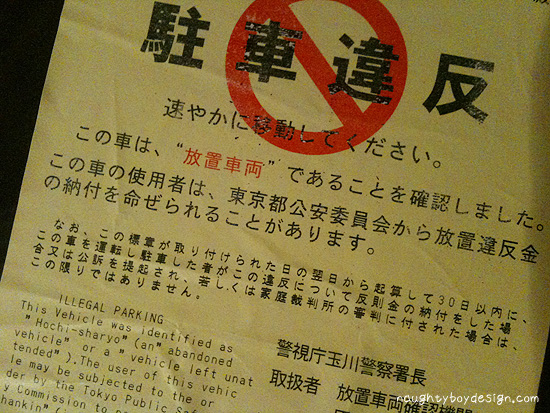 駐車違反
速やかに移動してください。
この車は、“放置車両”であることを確認しました。
この車の使用者は、東京都公安委員会から放置違反金
の納付を命ぜられることがあります。
なお、この標章が取り付けられた日の翌日から起算して30日以内に、
この車を運転し駐車した者がこの違反について反則金の納付をした場
合又は公訴を提起され、若しくは家庭裁判所の審判に付された場合は、
この限りではありません。
ILLEGAL PARKING
This Vehicle was identified as
"Hochi-sharyo"(an" abandoned
vehicle" or a " vehicle left unat
tended").The user of this vehic
le may be subjected to the or
der by the Tokyo Public Saf
y Commission to pay
hankin"
警視庁玉川警察署長
取扱者 放置車両確認機関
naughtyboydesign.com